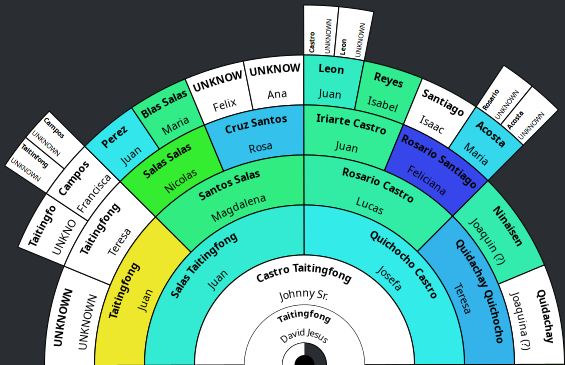 Castro
UNKNOWN
Leon
UNKNOWN
Rosario
UNKNOWN
Acosta
UNKNOWN
Campos
UNKNOWN
Taitingfong
UNKNOWN
UNKNOWN
UNKNOWN
Taitingfo
UNKNO
Campos
Francisca
Perez
Juan
Blas Salas
Maria
UNKNOW
Felix
UNKNOW
Ana
Leon
Juan
Reyes
Isabel
Santiago
Isaac
Acosta
Maria
Ninaisen
Joaquin (?)
Quidachay
Joaquina (?)
Taitingfong
Teresa
Salas Salas
Nicolas
Cruz Santos
Rosa
Iriarte Castro
Juan
Rosario Santiago
Feliciana
Taitingfong
Juan
Santos Salas
Magdalena
Rosario Castro
Lucas
Quidachay Quichocho
Teresa
Salas Taitingfong
Juan
Quichocho Castro
Josefa
Castro Taitingfong
Johnny Sr.
Taitingfong
David Jesus